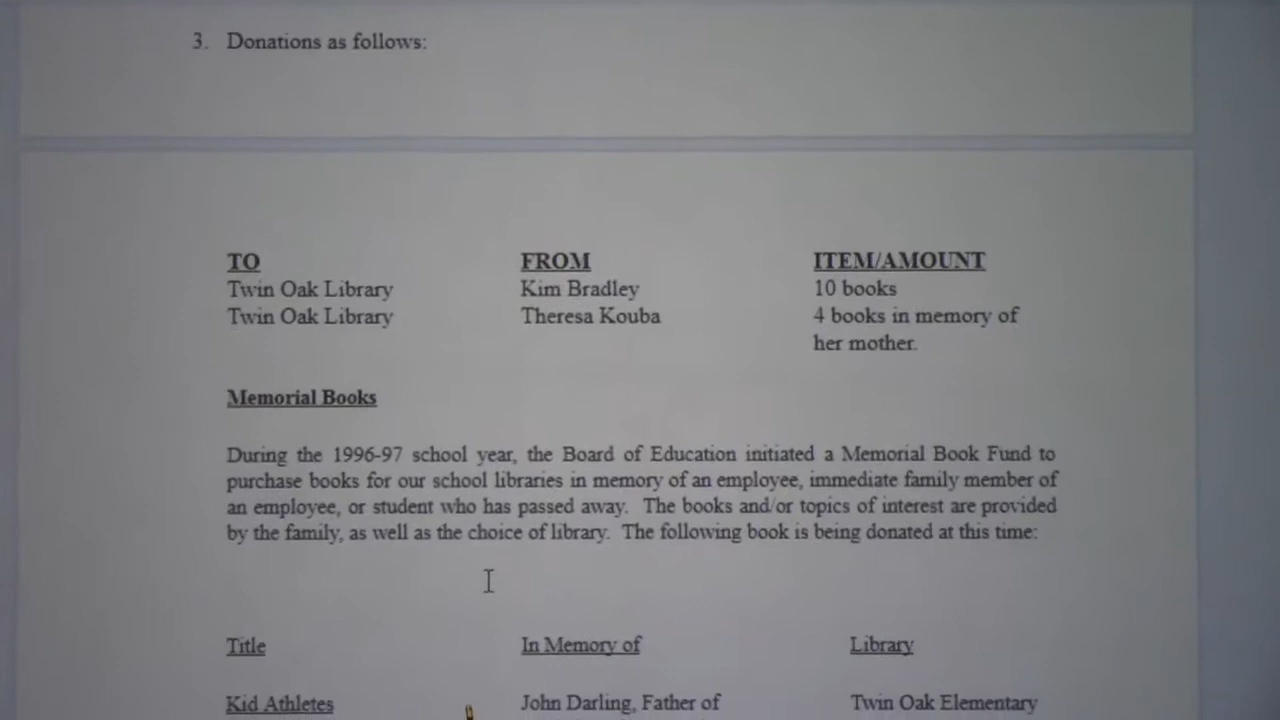 3. Donations as follows:
TO FROM ITEM/AMOUNT
Twin Oak Library Kim Bradley 10 books
Twin Oak Library Theresa Kouba 4 books in memory of
her mother.
Memorial Books
During the 1996-97 school year, the Board of Education initiated a Memorial Book Fund to
purchase books for our school libraries in memory of an employee, immediate family member of
an employee, or student who has passed away. The books and/or topics of interest are provided
by the family, as well as the choice of library. The following book is being donated at this time:
Title In Memory of Library
Kid Athletes John Darling, Father of Twin Oak Elementary